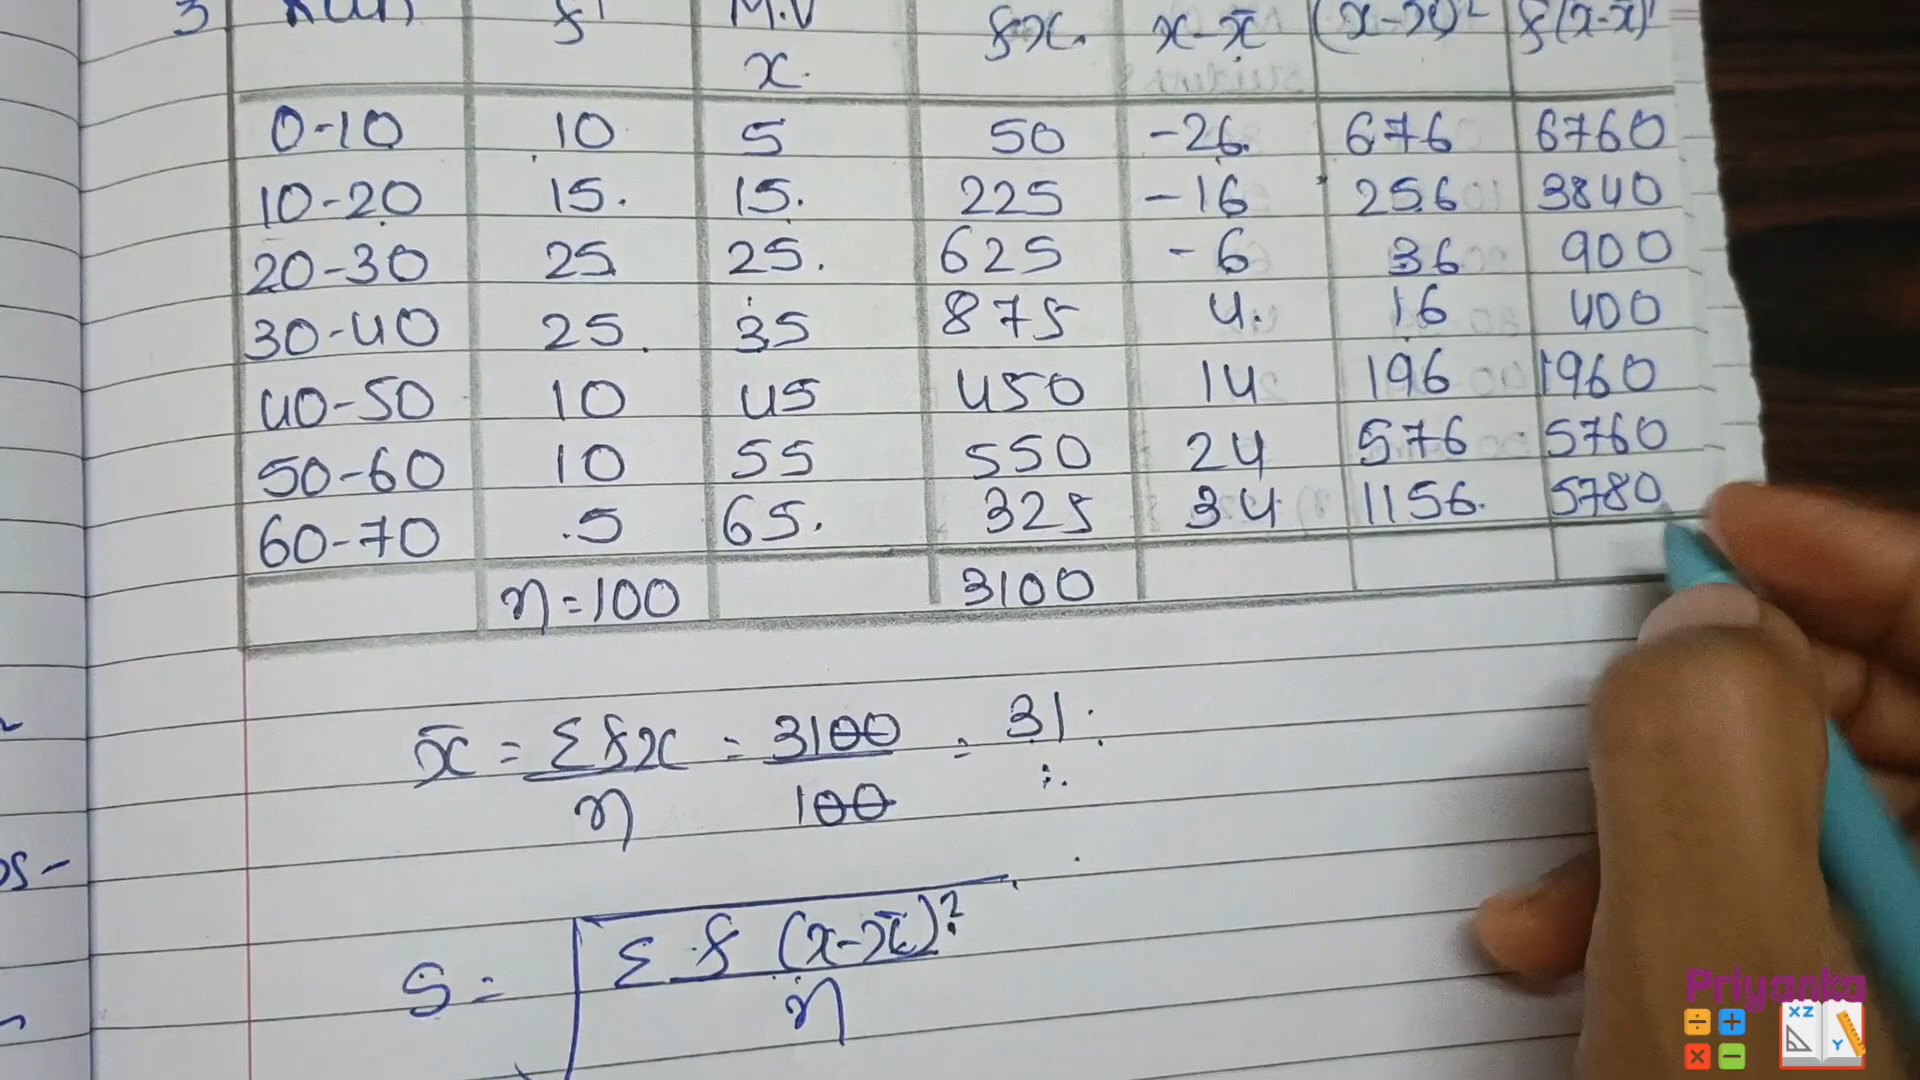 3 Run f M.V fx. x-x̄ (x-x̄)² f(x-x̄)²
x.
0-10 10 5 50 -26. 676 6760
10-20 15. 15. 225 -16 256 3840
20-30 25 25. 625 -6 36 900
30-40 25. 35 875 4. 16 400
40-50 10 45 450 14 196 1960
50-60 10 55 550 24 576 5760
60-70 .5 65. 325 34 1156. 5780
n=100 3100
x̄ = Σfx = 3100 = 31.
n 100
S = √Σ f (x-x̄)²
n
Priyanka
XZ
Y